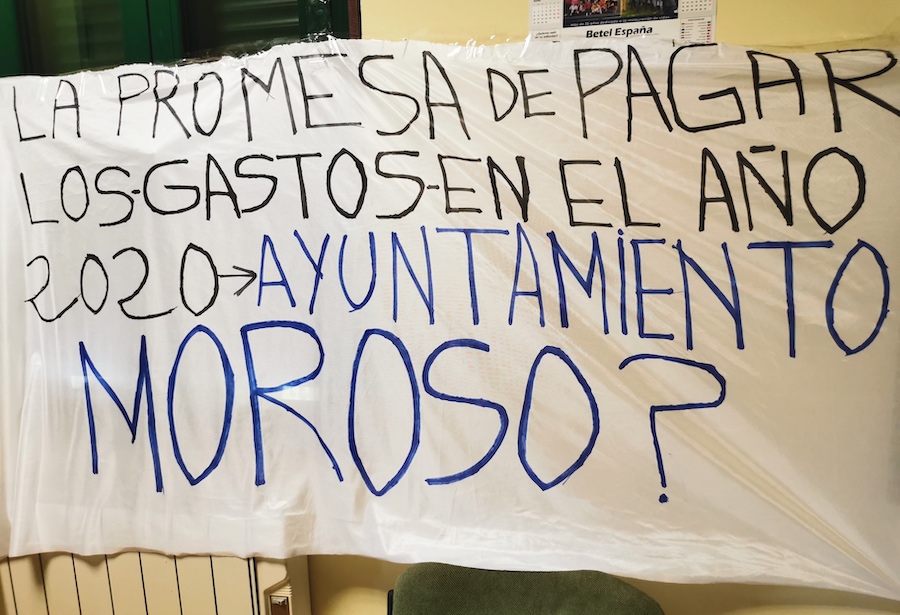 Betel España
LA PROMESA DE PAGAR
LOS-GASTOS-EN EL AÑO
2020→AYUNTAMIENTO
MOROSO?